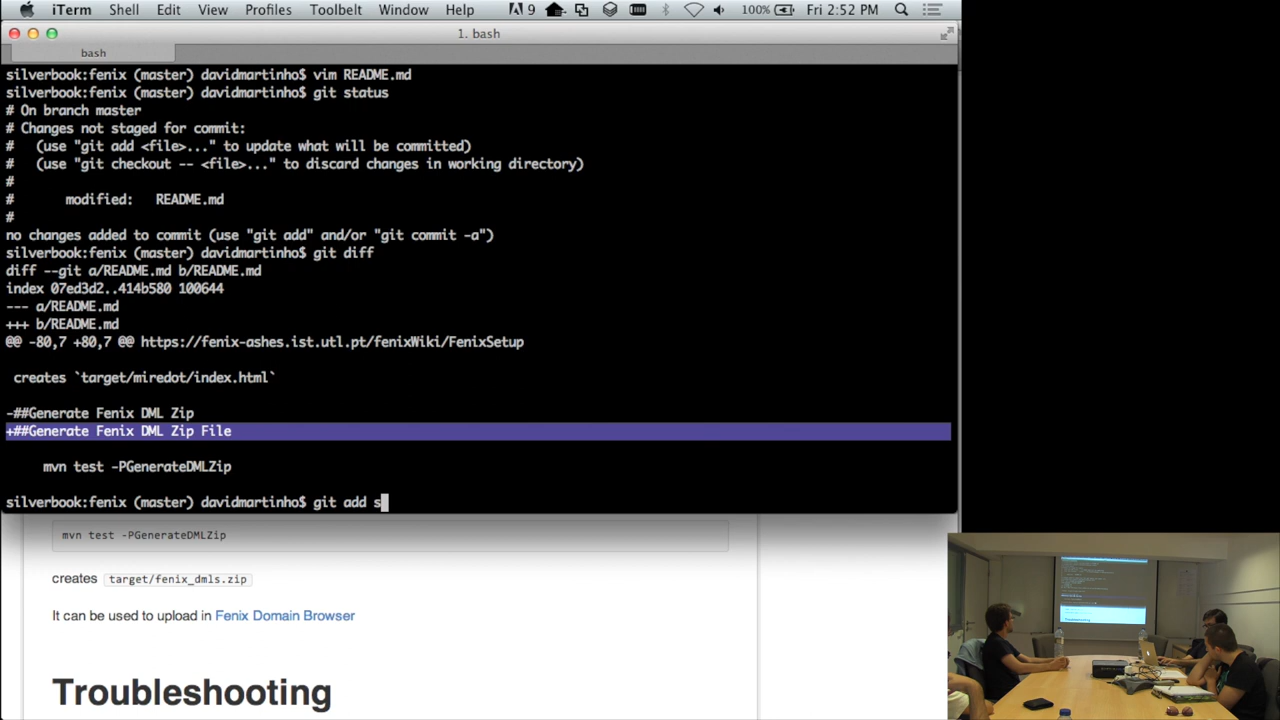 iTerm Shell Edit View Profiles Toolbelt Window Help 9 100% Fri 2:52 PM
1. bash
bash
silverbook:fenix (master) davidmartinho$ vim README.md
silverbook:fenix (master) davidmartinho$ git status
# On branch master
# Changes not staged for commit:
#   (use "git add <file>..." to update what will be committed)
#   (use "git checkout -- <file>..." to discard changes in working directory)
#
#       modified:   README.md
#
no changes added to commit (use "git add" and/or "git commit -a")
silverbook:fenix (master) davidmartinho$ git diff
diff --git a/README.md b/README.md
index 07ed3d2..414b580 100644
--- a/README.md
+++ b/README.md
@@ -80,7 +80,7 @@ https://fenix-ashes.ist.utl.pt/fenixWiki/FenixSetup
 creates `target/miredot/index.html`
-##Generate Fenix DML Zip
+##Generate Fenix DML Zip File
     mvn test -PGenerateDMLZip
silverbook:fenix (master) davidmartinho$ git add s
mvn test -PGenerateDMLZip
creates target/fenix_dmls.zip
It can be used to upload in Fenix Domain Browser
Troubleshooting